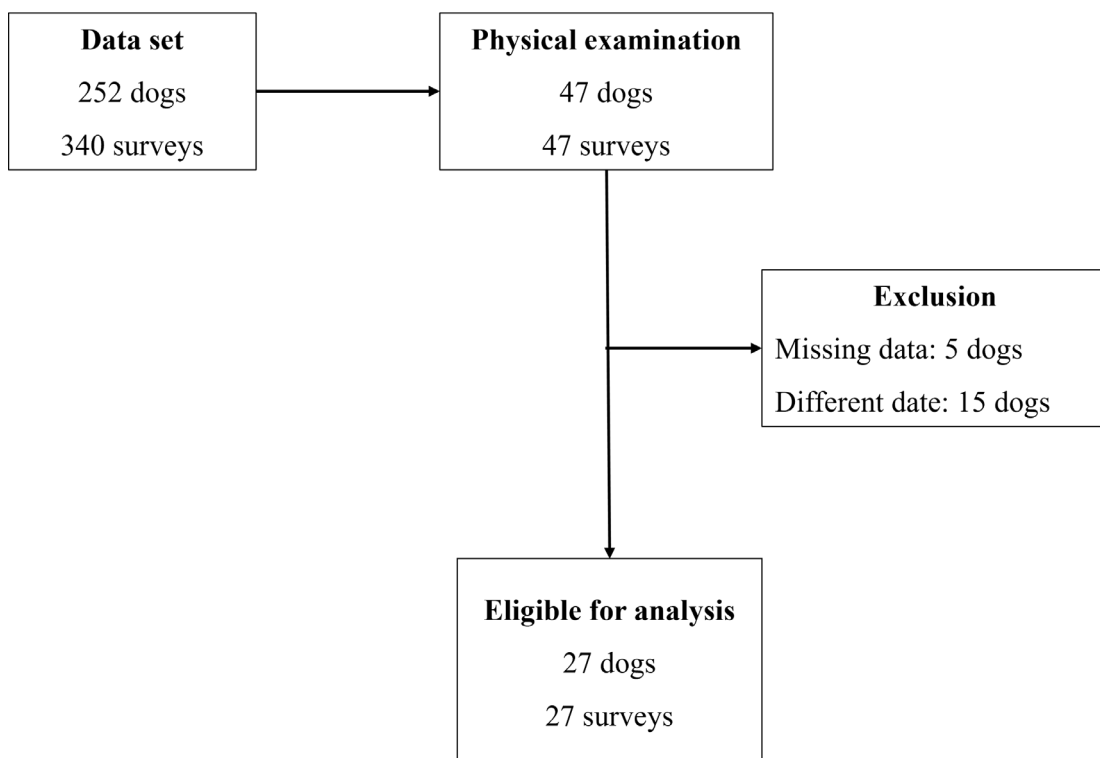 Data set
252 dogs
340 surveys
Physical examination
47 dogs
47 surveys
Exclusion
Missing data: 5 dogs
Different date: 15 dogs
Eligible for analysis
27 dogs
27 surveys